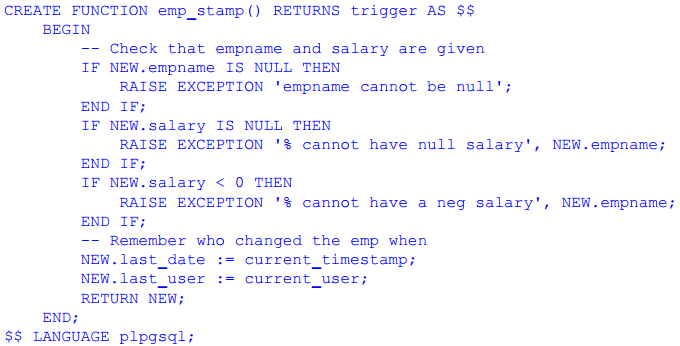 CREATE FUNCTION emp_stamp() RETURNS trigger AS $$
    BEGIN
        -- Check that empname and salary are given
        IF NEW.empname IS NULL THEN
            RAISE EXCEPTION 'empname cannot be null';
        END IF;
        IF NEW.salary IS NULL THEN
            RAISE EXCEPTION '% cannot have null salary', NEW.empname;
        END IF;
        IF NEW.salary < 0 THEN
            RAISE EXCEPTION '% cannot have a neg salary', NEW.empname;
        END IF;
        -- Remember who changed the emp when
        NEW.last_date := current_timestamp;
        NEW.last_user := current_user;
        RETURN NEW;
    END;
$$ LANGUAGE plpgsql;